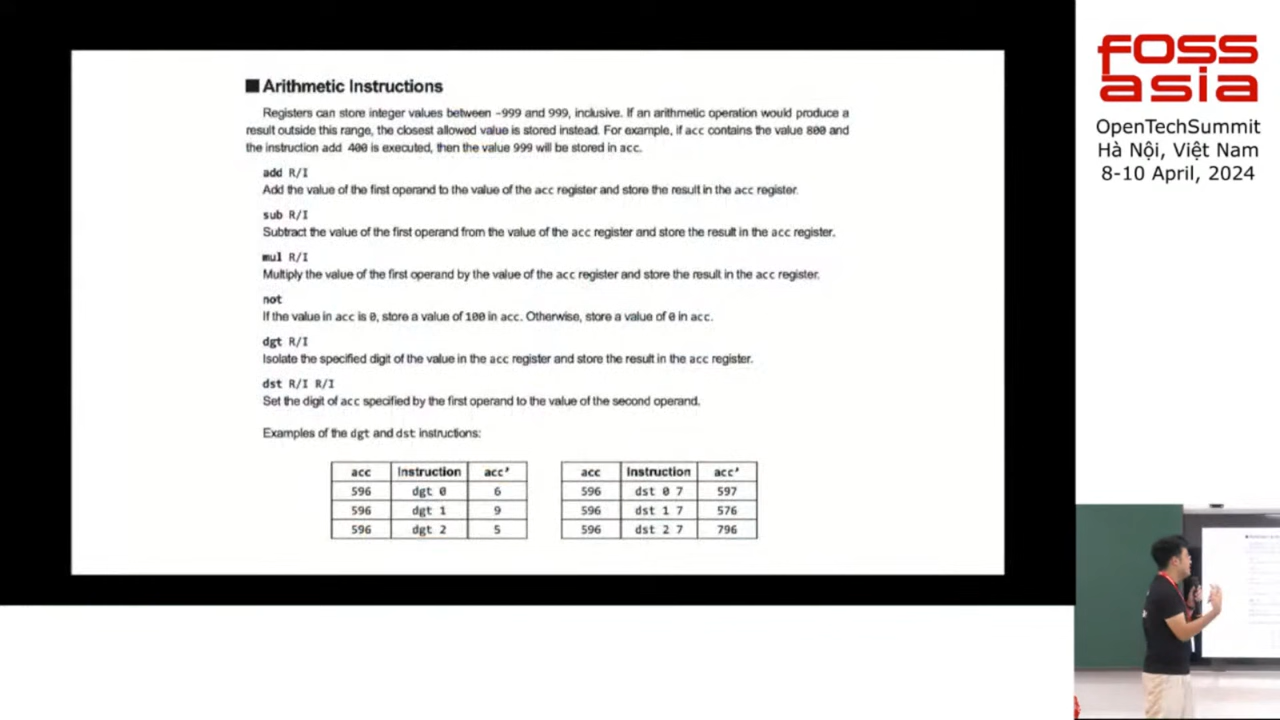 ■ Arithmetic Instructions
Registers can store integer values between -999 and 999, inclusive. If an arithmetic operation would produce a
result outside this range, the closest allowed value is stored instead. For example, if acc contains the value 800 and
the instruction add 400 is executed, then the value 999 will be stored in acc.
add R/I
Add the value of the first operand to the value of the acc register and store the result in the acc register.
sub R/I
Subtract the value of the first operand from the value of the acc register and store the result in the acc register.
mul R/I
Multiply the value of the first operand by the value of the acc register and store the result in the acc register.
not
If the value in acc is 0, store a value of 100 in acc. Otherwise, store a value of 0 in acc.
dgt R/I
Isolate the specified digit of the value in the acc register and store the result in the acc register.
dst R/I R/I
Set the digit of acc specified by the first operand to the value of the second operand.
Examples of the dgt and dst instructions:
acc Instruction acc'
596 dgt 0 6
596 dgt 1 9
596 dgt 2 5
acc Instruction acc'
596 dst 0 7 597
596 dst 1 7 576
596 dst 2 7 796
FOSS
asia
OpenTechSummit
Hà Nội, Việt Nam
8-10 April, 2024